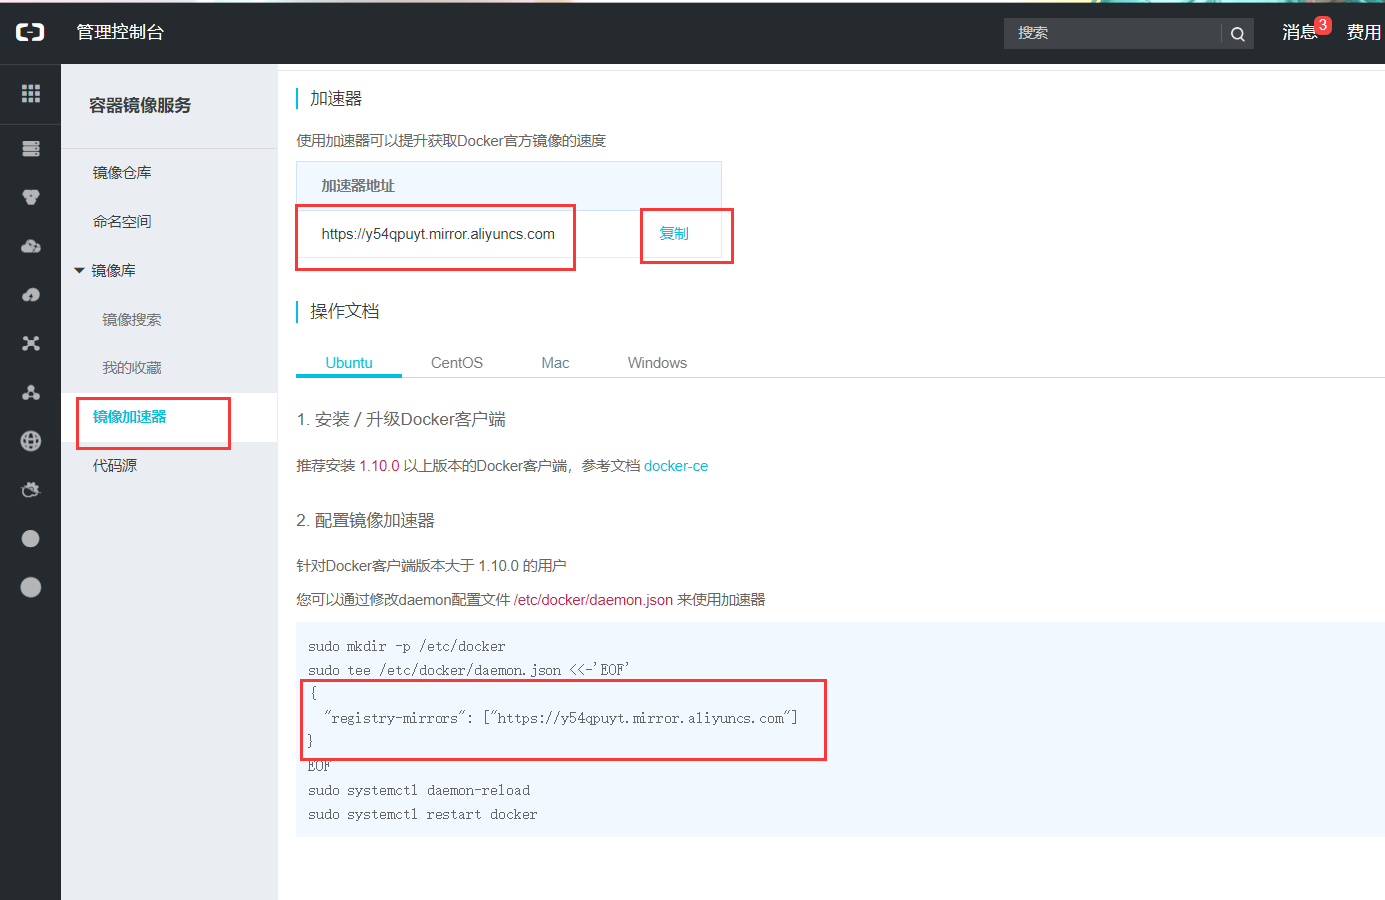 管理控制台
搜索
消息
3
费用
容器镜像服务
镜像仓库
命名空间
镜像库
镜像搜索
我的收藏
镜像加速器
代码源
加速器
使用加速器可以提升获取Docker官方镜像的速度
加速器地址
https://y54qpuyt.mirror.aliyuncs.com
复制
操作文档
Ubuntu
CentOS
Mac
Windows
1. 安装 / 升级Docker客户端
推荐安装 1.10.0 以上版本的Docker客户端，参考文档 docker-ce
2. 配置镜像加速器
针对Docker客户端版本大于 1.10.0 的用户
您可以通过修改daemon配置文件 /etc/docker/daemon.json 来使用加速器
sudo mkdir -p /etc/docker
sudo tee /etc/docker/daemon.json <<-'EOF'
{
  "registry-mirrors": ["https://y54qpuyt.mirror.aliyuncs.com"]
}
EOF
sudo systemctl daemon-reload
sudo systemctl restart docker